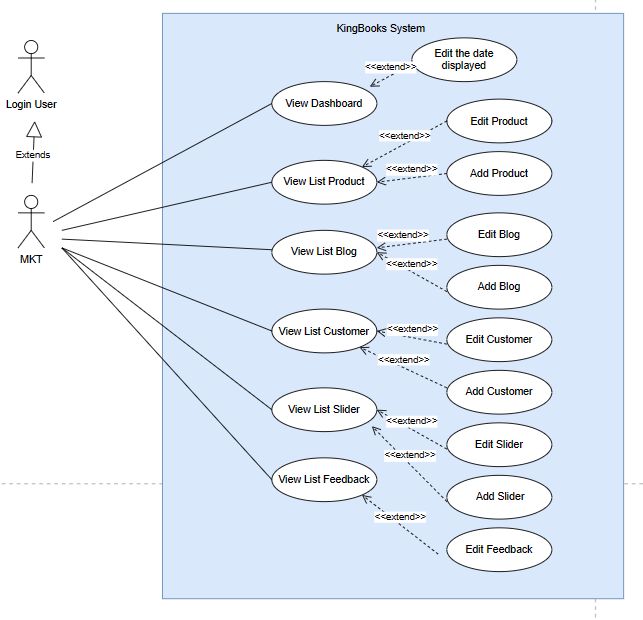 KingBooks System
Login User
Extends
MKT
Edit the date
displayed
<<extend>>
View Dashboard
Edit Product
<<extend>>
Add Product
<<extend>>
View List Product
Edit Blog
<<extend>>
View List Blog
<<extend>>
Add Blog
<<extend>>
View List Customer
Edit Customer
<<extend>>
Add Customer
View List Slider
<<extend>>
Edit Slider
<<extend>>
View List Feedback
Add Slider
<<extend>>
Edit Feedback